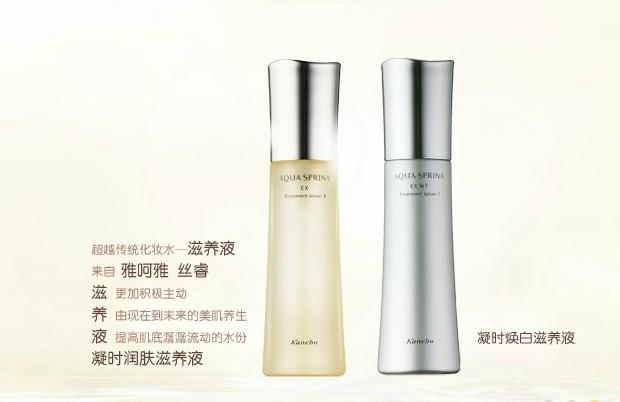 AQUA SPRINA
EX
Treatment lotion
Kanebo
AQUA SPRINA
EX WT
Treatment lotion
Kanebo
超越传统化妆水—滋养液
来自 雅呵雅 丝睿
滋 更加积极主动
养 由现在到未来的美肌养生
液 提高肌底潺潺流动的水份
凝时润肤滋养液
凝时焕白滋养液